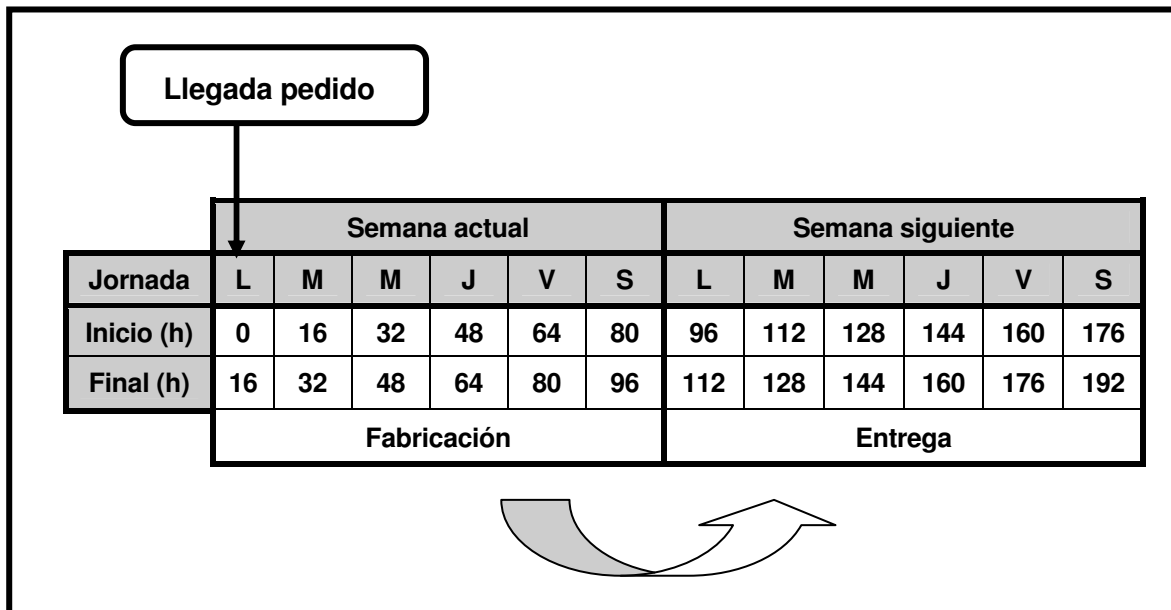 Llegada pedido
Semana actual Semana siguiente
Jornada L M M J V S L M M J V S
Inicio (h) 0 16 32 48 64 80 96 112 128 144 160 176
Final (h) 16 32 48 64 80 96 112 128 144 160 176 192
Fabricación Entrega